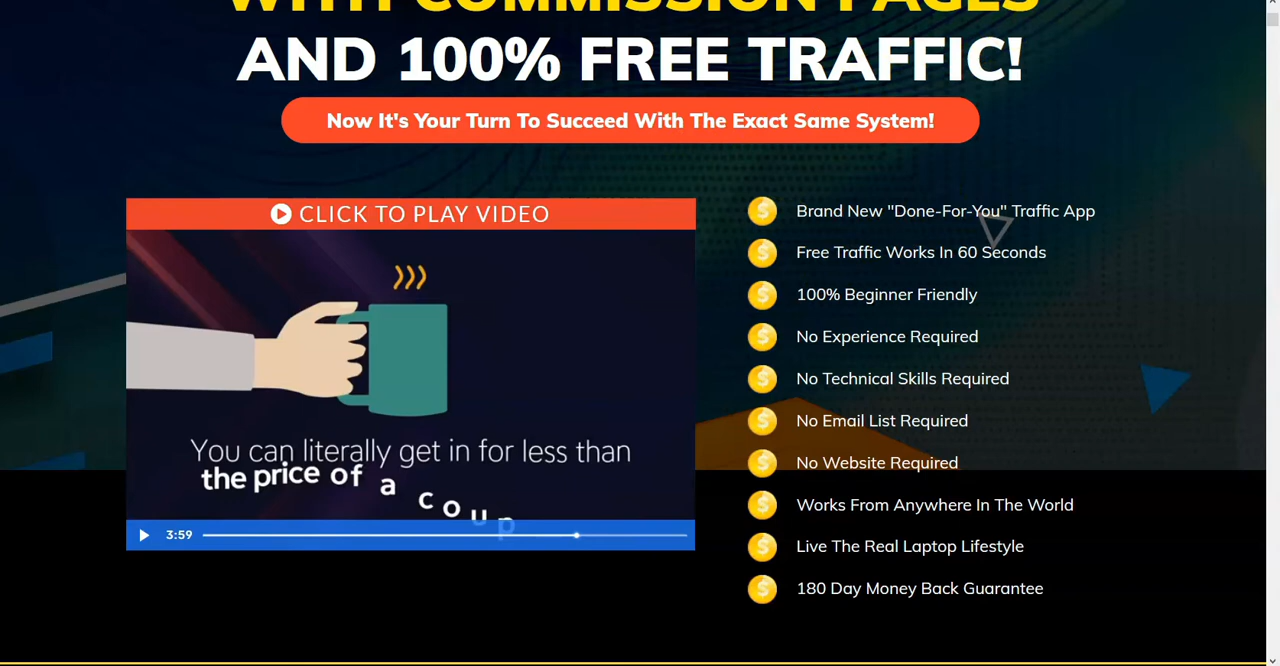 WITH COMMISSION PAGES
AND 100% FREE TRAFFIC!
Now It's Your Turn To Succeed With The Exact Same System!
CLICK TO PLAY VIDEO
You can literally get in for less than
the price of a coup
3:59
Brand New "Done-For-You" Traffic App
Free Traffic Works In 60 Seconds
100% Beginner Friendly
No Experience Required
No Technical Skills Required
No Email List Required
No Website Required
Works From Anywhere In The World
Live The Real Laptop Lifestyle
180 Day Money Back Guarantee